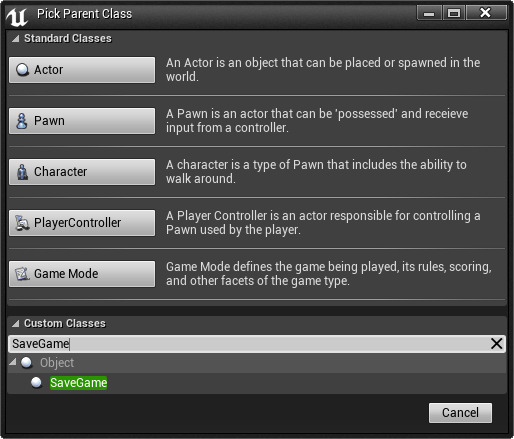 Pick Parent Class
Standard Classes
Actor
An Actor is an object that can be placed or spawned in the
world.
Pawn
A Pawn is an actor that can be 'possessed' and receieve
input from a controller.
Character
A character is a type of Pawn that includes the ability to
walk around.
PlayerController
A Player Controller is an actor responsible for controlling a
Pawn used by the player.
Game Mode
Game Mode defines the game being played, its rules, scoring,
and other facets of the game type.
Custom Classes
SaveGame
Object
SaveGame
Cancel